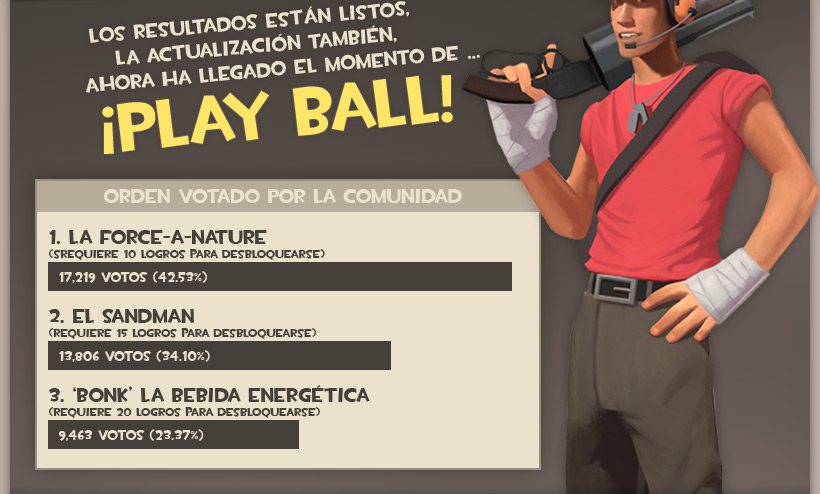 LOS RESULTADOS ESTÁN LISTOS,
LA ACTUALIZACIÓN TAMBIÉN,
AHORA HA LLEGADO EL MOMENTO DE ...
¡PLAY BALL!
ORDEN VOTADO POR LA COMUNIDAD
1. LA FORCE-A-NATURE
(SREQUIERE 10 LOGROS PARA DESBLOQUEARSE)
17,219 VOTOS (42.53%)
2. EL SANDMAN
(REQUIERE 15 LOGROS PARA DESBLOQUEARSE)
13,806 VOTOS (34.10%)
3. ‘BONK’ LA BEBIDA ENERGÉTICA
(REQUIERE 20 LOGROS PARA DESBLOQUEARSE)
9,463 VOTOS (23.37%)